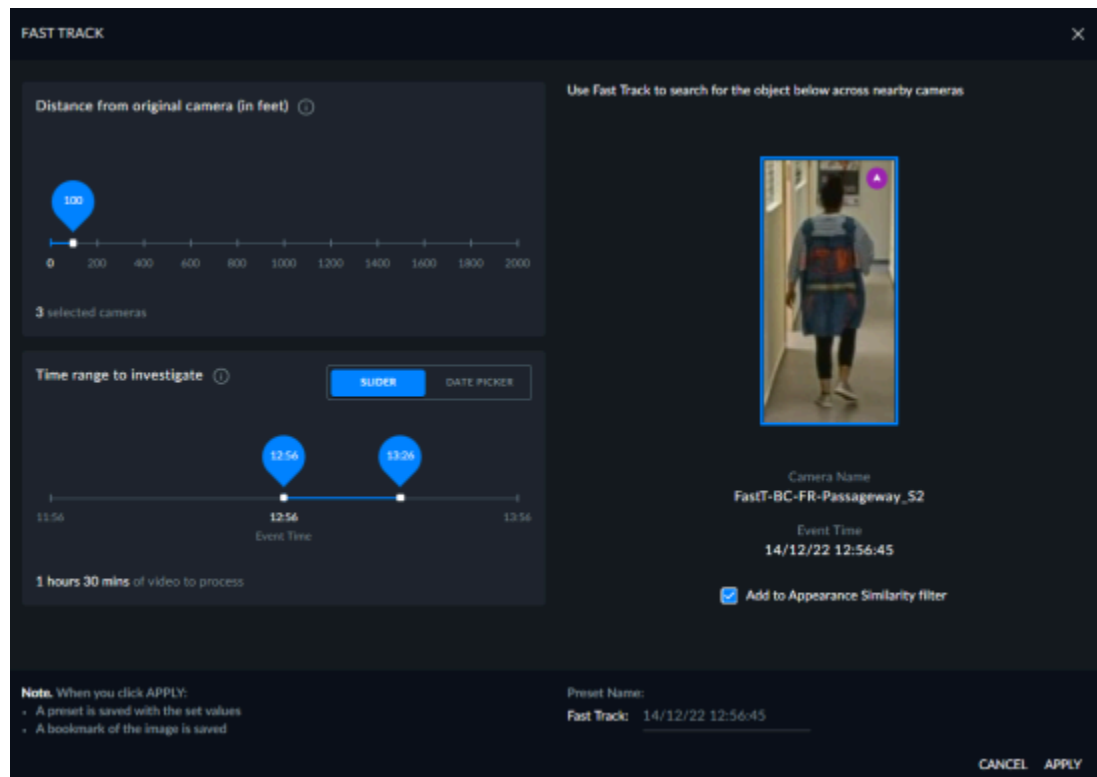 FAST TRACK
Distance from original camera (in feet)
100
0 200 400 600 800 1000 1200 1400 1600 1800 2000
3 selected cameras
Time range to investigate
SLIDER DATE PICKER
12:56 13:26
11:56 12:56 13:56
Event Time
1 hours 30 mins of video to process
Use Fast Track to search for the object below across nearby cameras
Camera Name
FastT-BC-FR-Passageway_S2
Event Time
14/12/22 12:56:45
Add to Appearance Similarity filter
Note. When you click APPLY:
• A preset is saved with the set values
• A bookmark of the image is saved
Preset Name:
Fast Track: 14/12/22 12:56:45
CANCEL APPLY